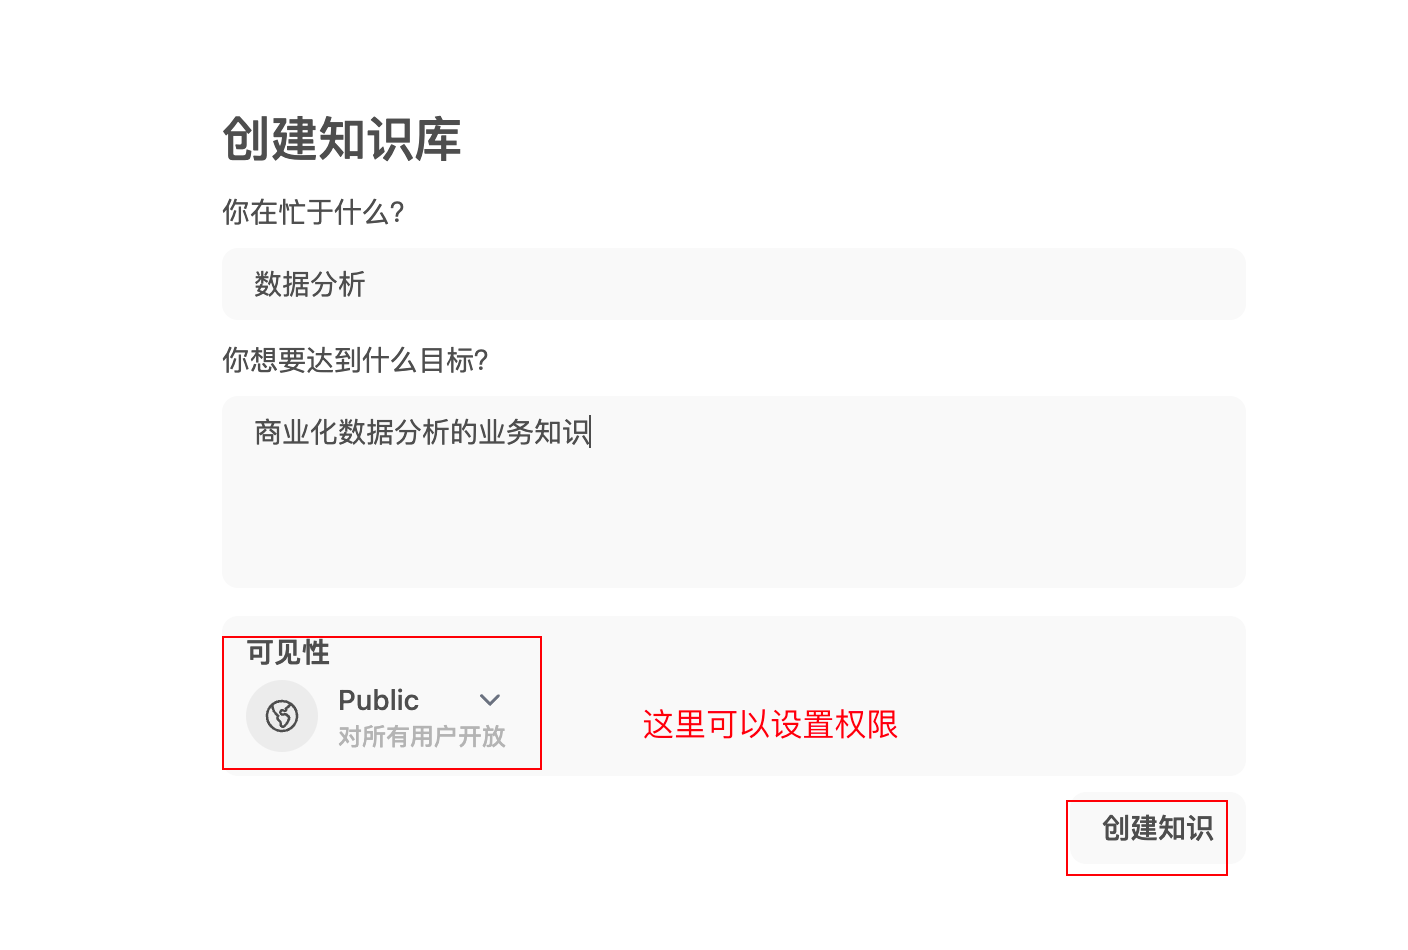 创建知识库
你在忙于什么?
数据分析
你想要达到什么目标?
商业化数据分析的业务知识
可见性
Public
对所有用户开放
这里可以设置权限
创建知识